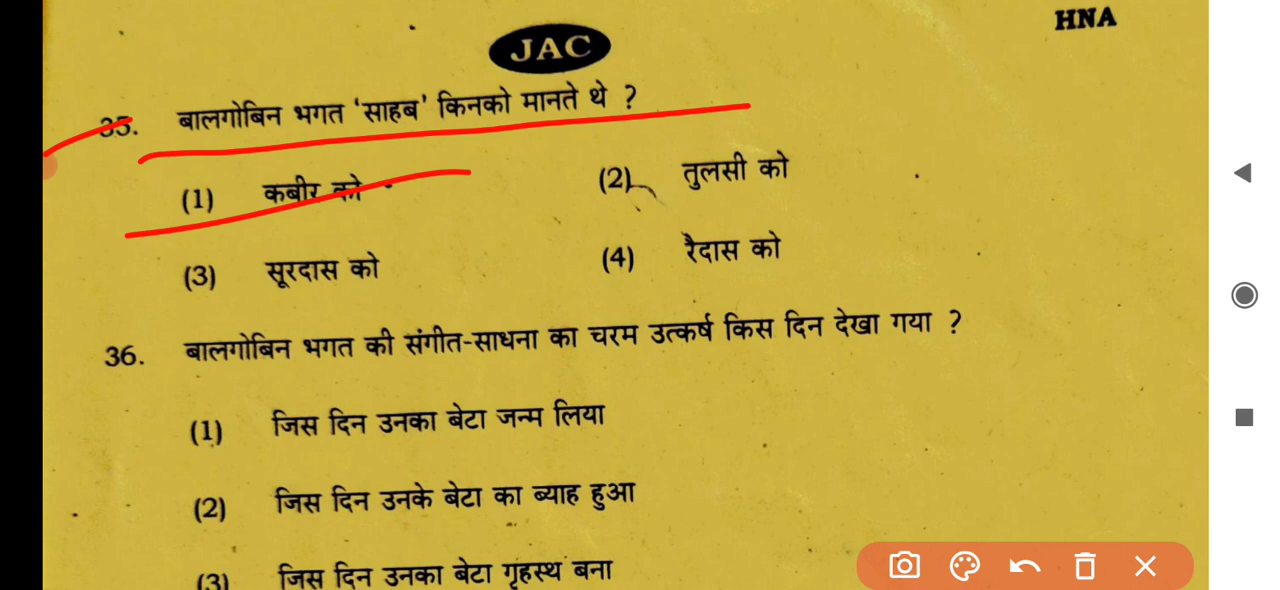 HNA
JAC
35. बालगोबिन भगत 'साहब' किनको मानते थे ?
(1) कबीर को (2) तुलसी को
(3) सूरदास को (4) रैदास को
36. बालगोबिन भगत की संगीत-साधना का चरम उत्कर्ष किस दिन देखा गया ?
(1) जिस दिन उनका बेटा जन्म लिया
(2) जिस दिन उनके बेटा का ब्याह हुआ
(3) जिस दिन उनका बेटा गृहस्थ बना